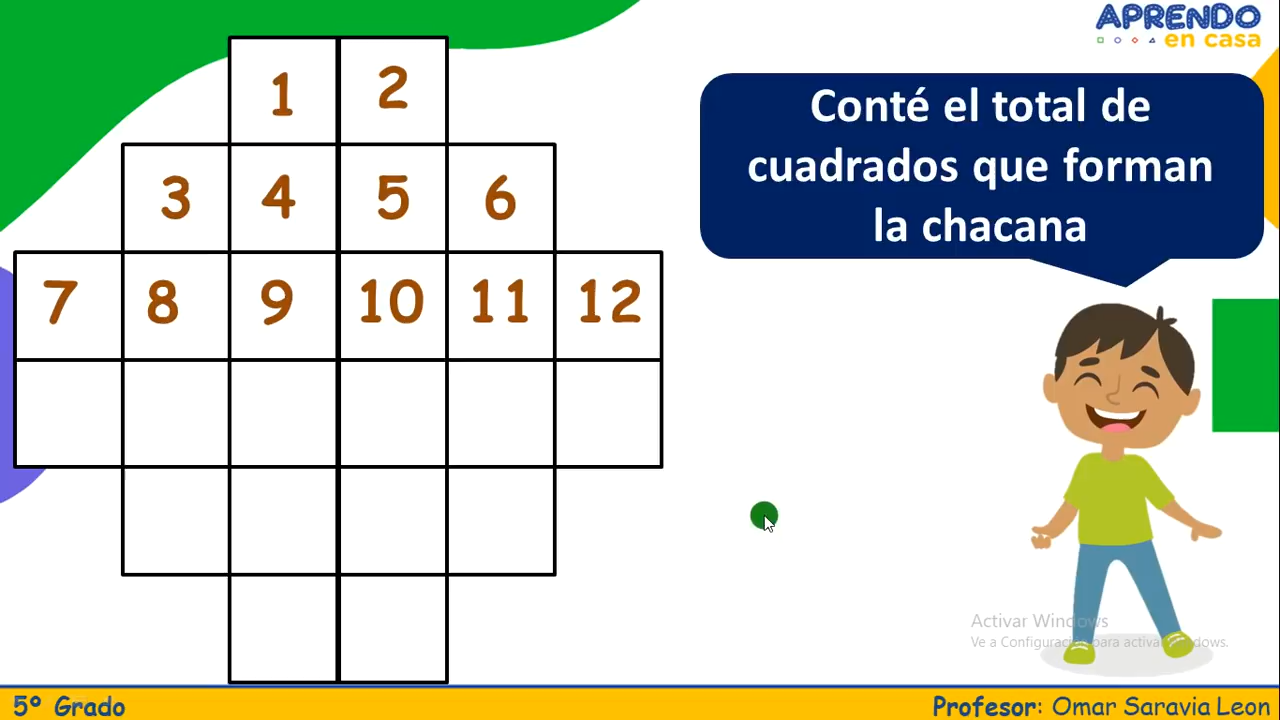 APRENDO
en casa
1 2
3 4 5 6
7 8 9 10 11 12
Conté el total de
cuadrados que forman
la chacana
Activar Windows
Ve a Configuración para activar Windows.
5º Grado
Profesor: Omar Saravia Leon